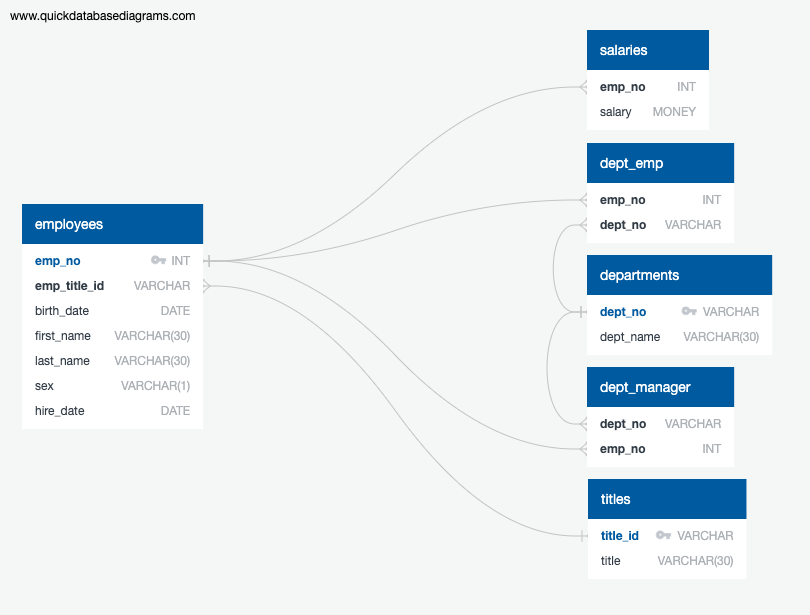 www.quickdatabasediagrams.com
employees
emp_no INT
emp_title_id VARCHAR
birth_date DATE
first_name VARCHAR(30)
last_name VARCHAR(30)
sex VARCHAR(1)
hire_date DATE
salaries
emp_no INT
salary MONEY
dept_emp
emp_no INT
dept_no VARCHAR
departments
dept_no VARCHAR
dept_name VARCHAR(30)
dept_manager
dept_no VARCHAR
emp_no INT
titles
title_id VARCHAR
title VARCHAR(30)